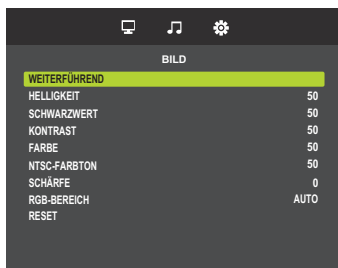 BILD
WEITERFÜHREND
HELLIGKEIT 50
SCHWARZWERT 50
KONTRAST 50
FARBE 50
NTSC-FARBTON 50
SCHÄRFE 0
RGB-BEREICH AUTO
RESET